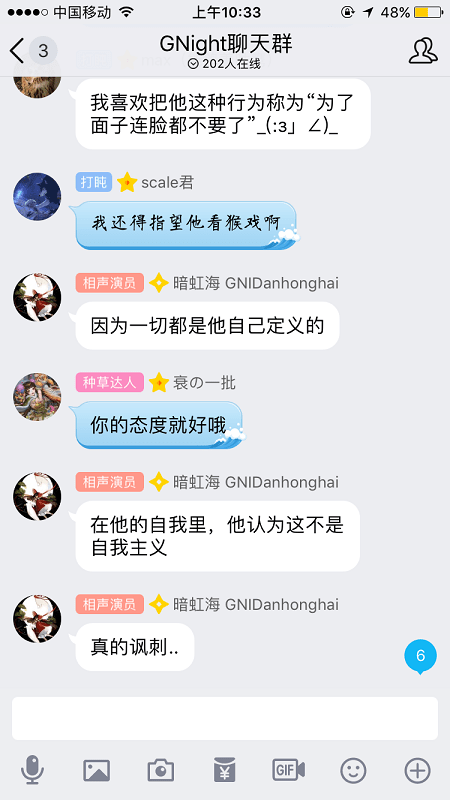 中国移动 上午10:33 48%
3 GNight聊天群
202人在线
我喜欢把他这种行为称为“为了
面子连脸都不要了”_(:з」∠)_
打盹 scale君
我还得指望他看猴戏啊
相声演员 暗虹海 GNIDanhonghai
因为一切都是他自己定义的
种草达人 衰の一批
你的态度就好哦
相声演员 暗虹海 GNIDanhonghai
在他的自我里，他认为这不是
自我主义
相声演员 暗虹海 GNIDanhonghai
真的讽刺..
6
¥ GIF